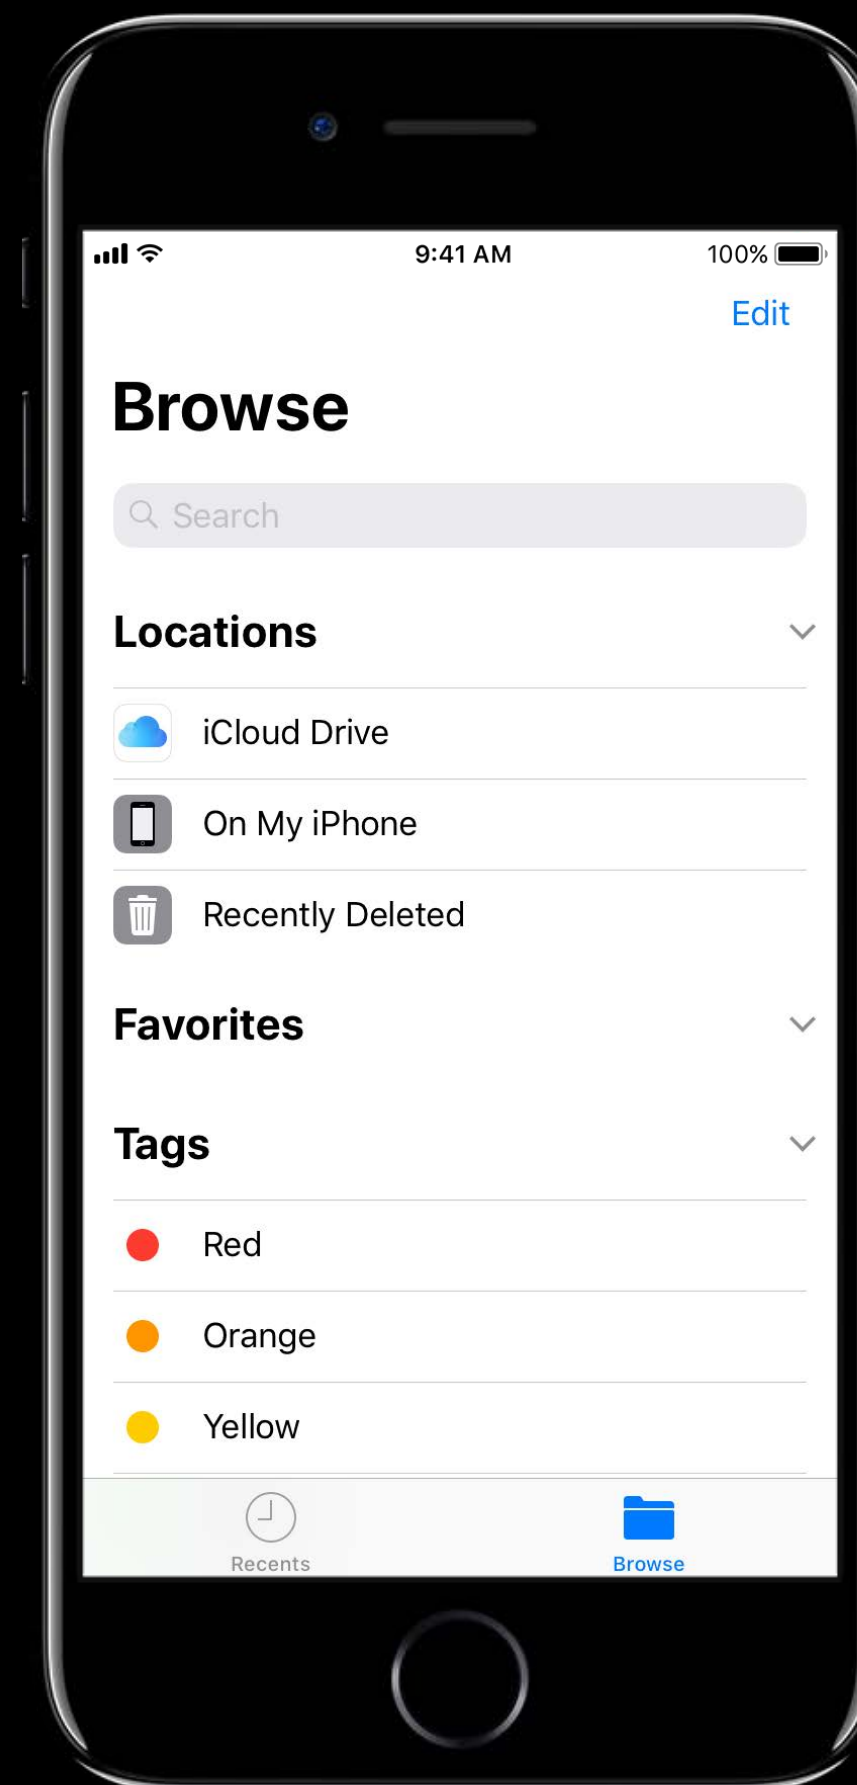 9:41 AM 100%
Edit
Browse
Search
Locations
iCloud Drive
On My iPhone
Recently Deleted
Favorites
Tags
Red
Orange
Yellow
Recents Browse